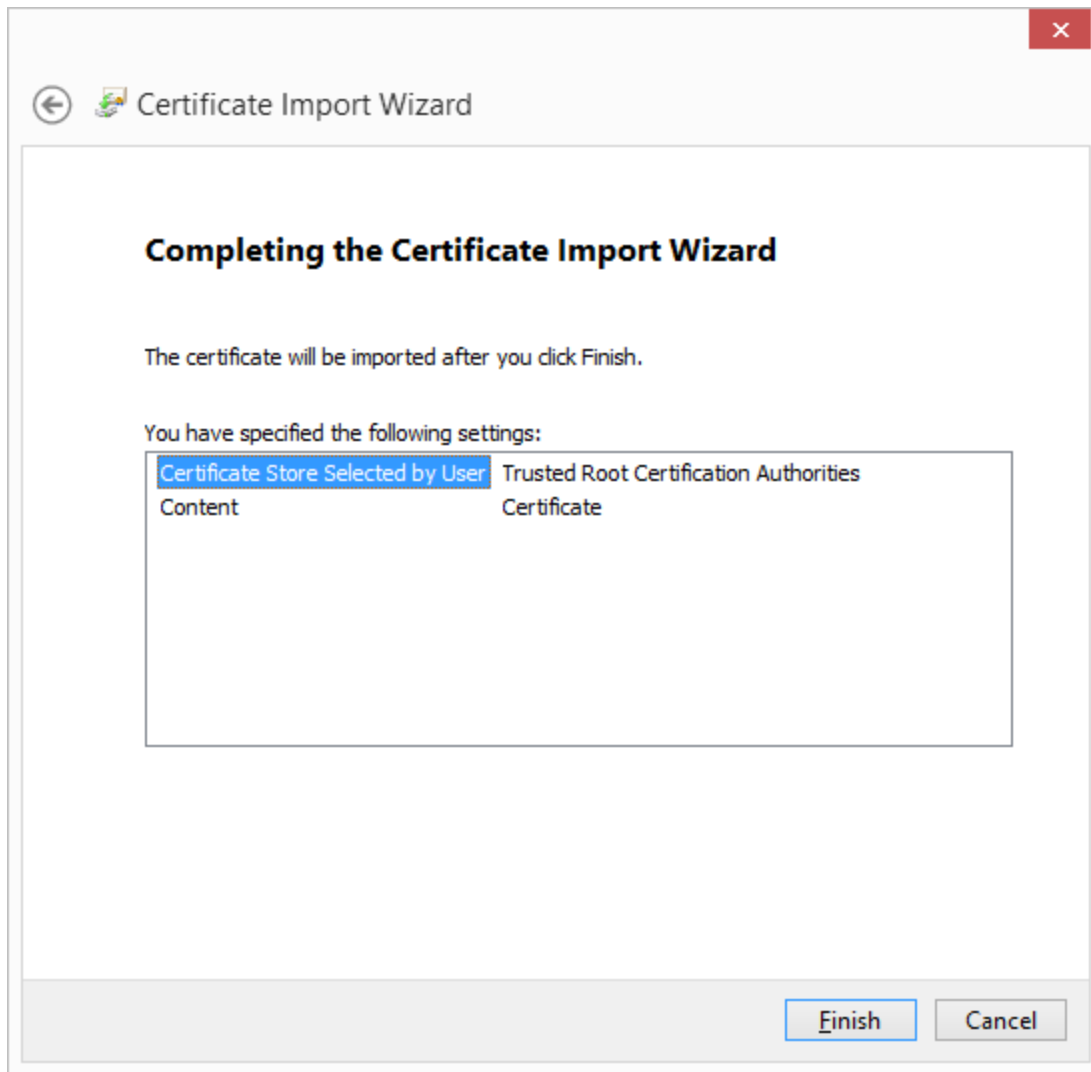 Certificate Import Wizard
Completing the Certificate Import Wizard
The certificate will be imported after you click Finish.
You have specified the following settings:
Certificate Store Selected by User Trusted Root Certification Authorities
Content Certificate
Finish Cancel